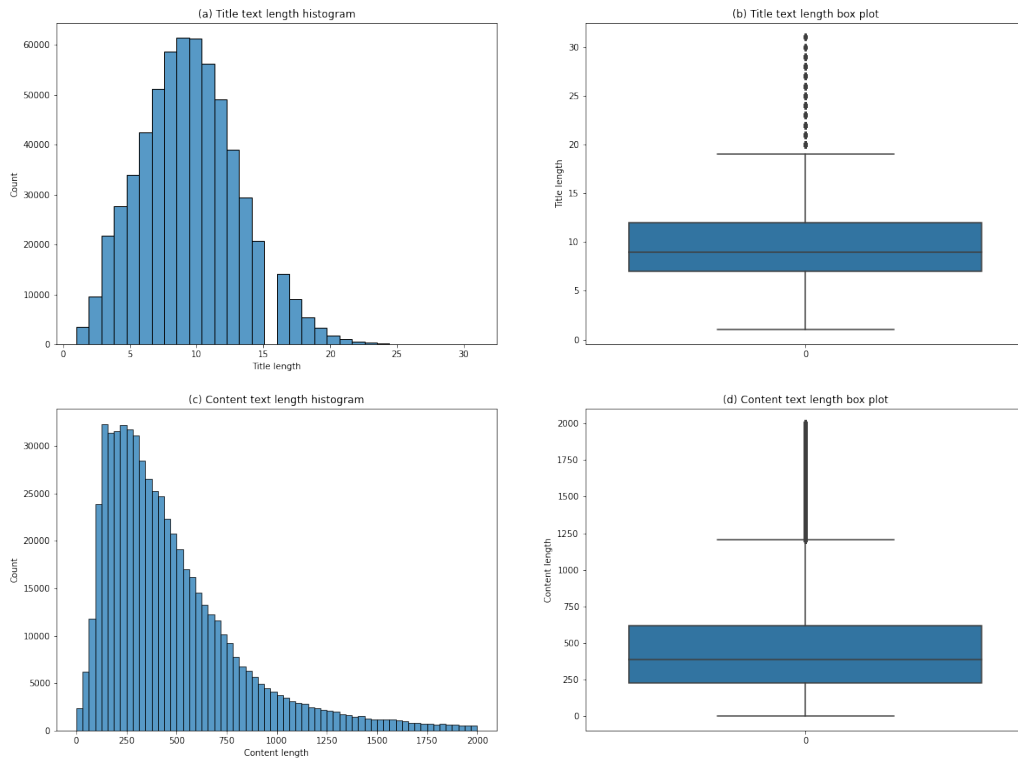 (a) Title text length histogram
Count
60000
50000
40000
30000
20000
10000
0
0 5 10 15 20 25 30
Title length
(b) Title text length box plot
Title length
30
25
20
15
10
5
0
0
(c) Content text length histogram
Count
30000
25000
20000
15000
10000
5000
0
0 250 500 750 1000 1250 1500 1750 2000
Content length
(d) Content text length box plot
Content length
2000
1750
1500
1250
1000
750
500
250
0
0